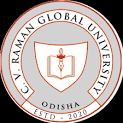 C. V. RAMAN GLOBAL UNIVERSITY
ODISHA
ESTD - 2020